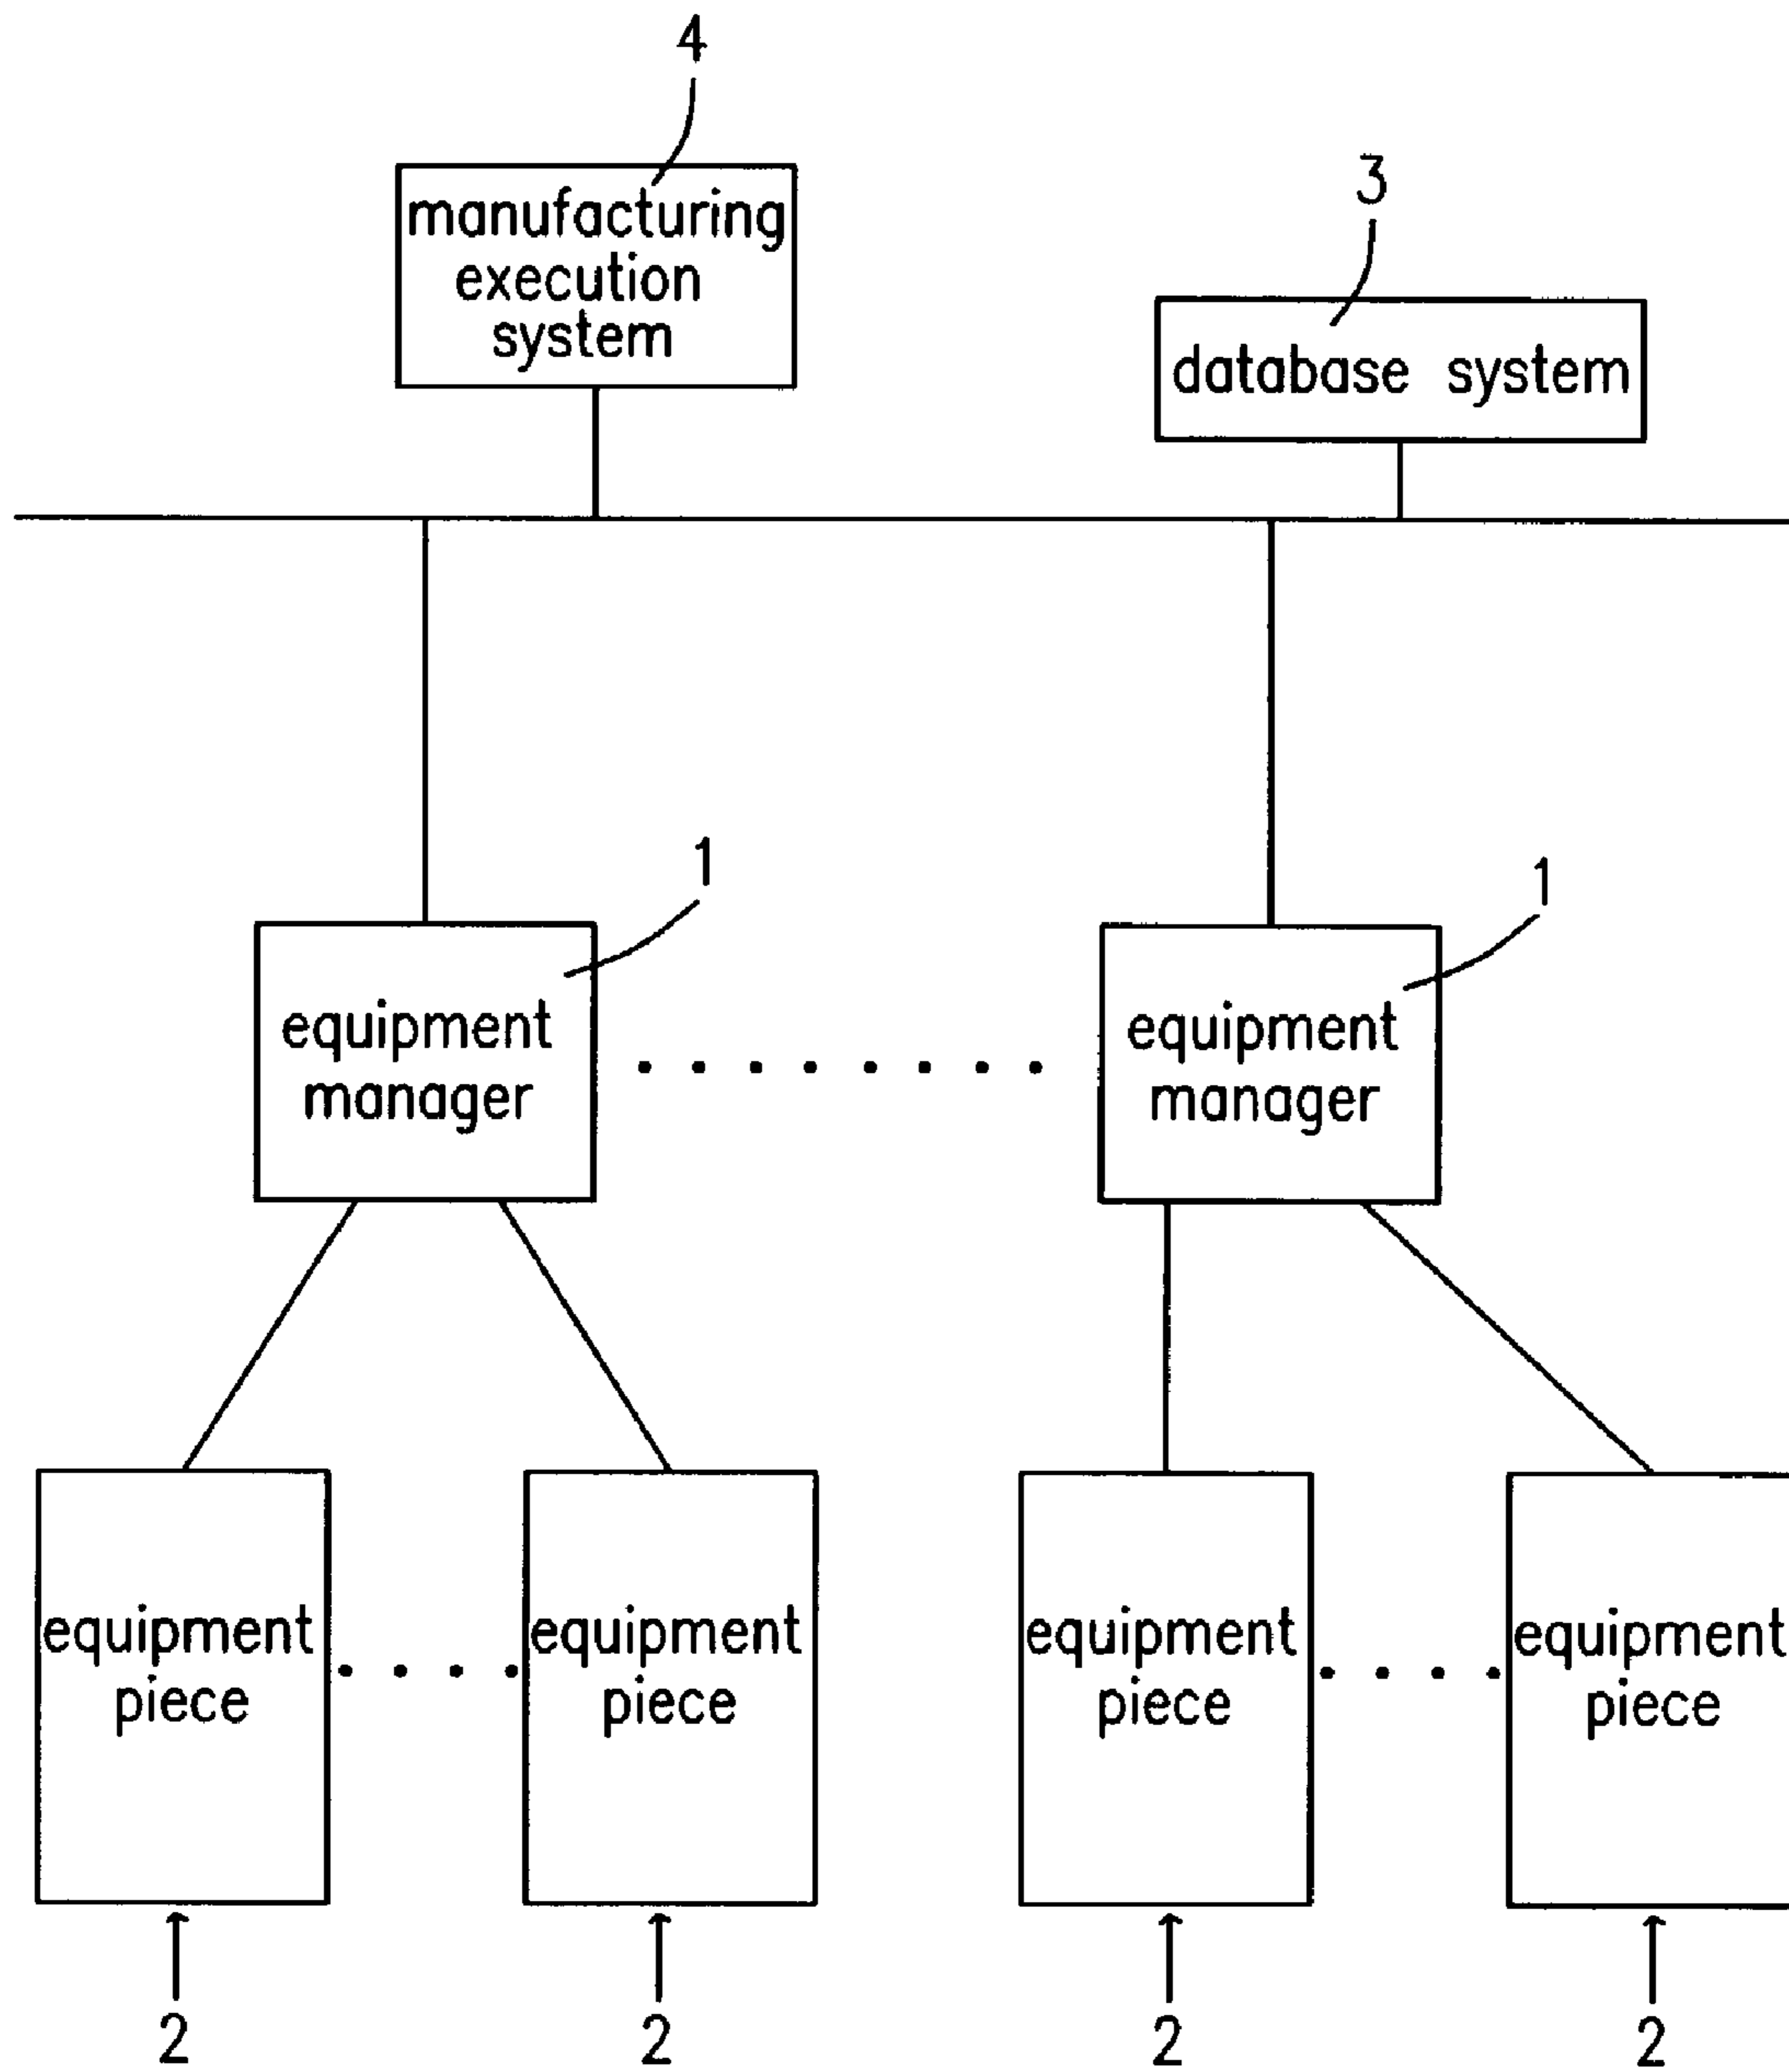 4
manufacturing
execution
system
3
database system
1
equipment
manager
1
equipment
manager
equipment
piece
equipment
piece
equipment
piece
equipment
piece
2
2
2
2